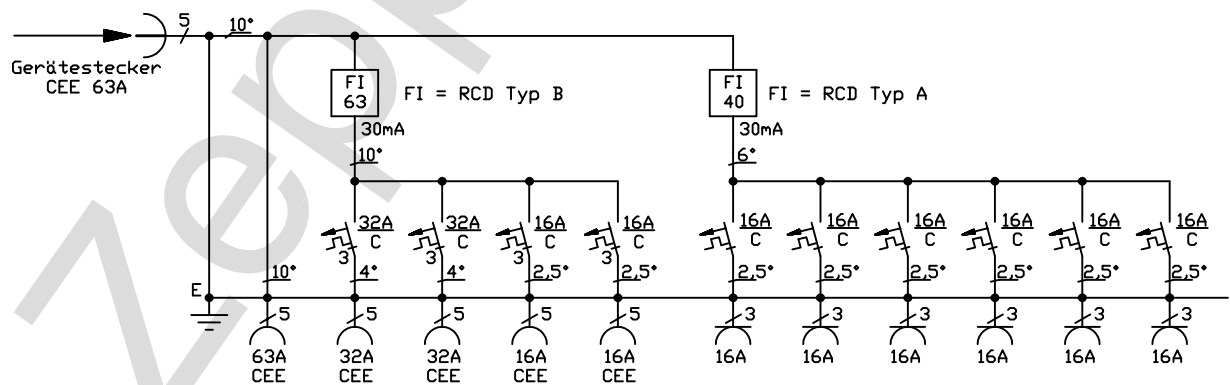 5
10°
Gerätestecker
CEE 63A
FI
63
FI = RCD Typ B
FI
40
FI = RCD Typ A
30mA
30mA
10°
6°
32A 32A 16A 16A 16A 16A 16A 16A 16A 16A
C C C C C C C C C C
3 3 3 3
10° 4° 4° 2,5° 2,5° 2,5° 2,5° 2,5° 2,5° 2,5° 2,5°
E
5 5 5 5 5 3 3 3 3 3 3
63A 32A 32A 16A 16A 16A 16A 16A 16A 16A 16A
CEE CEE CEE CEE CEE
Zepp